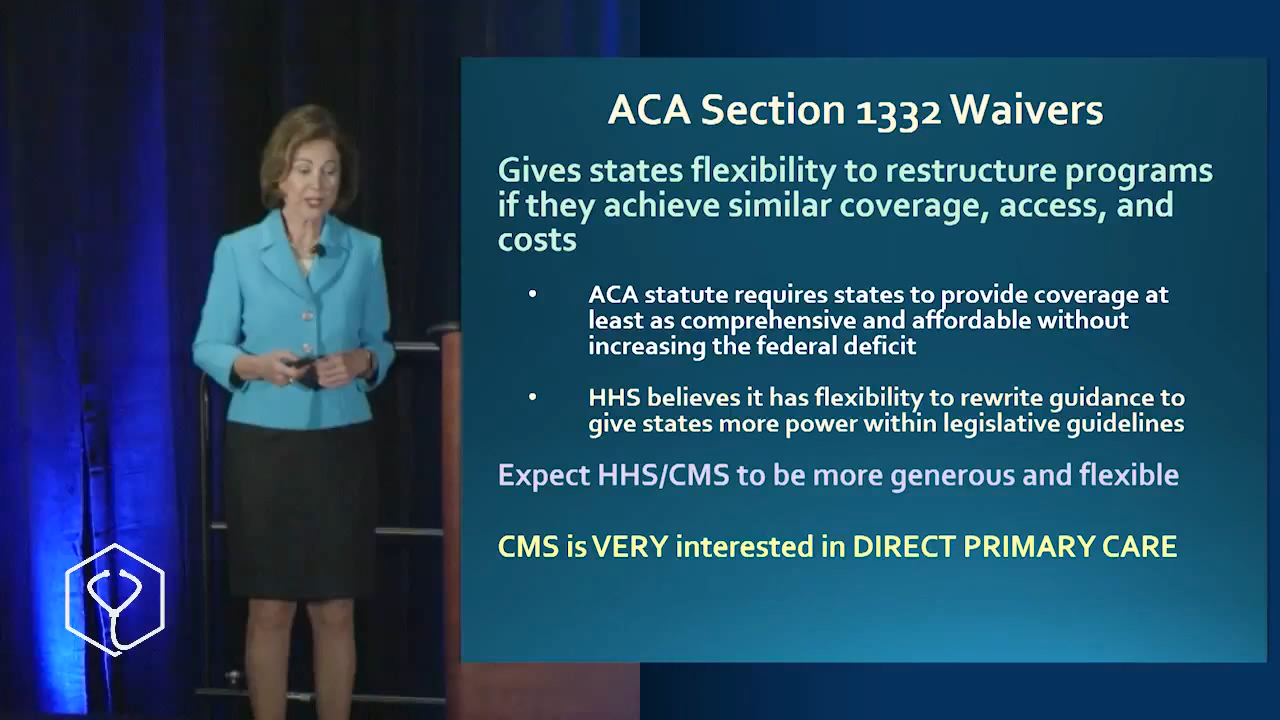 ACA Section 1332 Waivers
Gives states flexibility to restructure programs
if they achieve similar coverage, access, and
costs
• ACA statute requires states to provide coverage at
least as comprehensive and affordable without
increasing the federal deficit
• HHS believes it has flexibility to rewrite guidance to
give states more power within legislative guidelines
Expect HHS/CMS to be more generous and flexible
CMS is VERY interested in DIRECT PRIMARY CARE